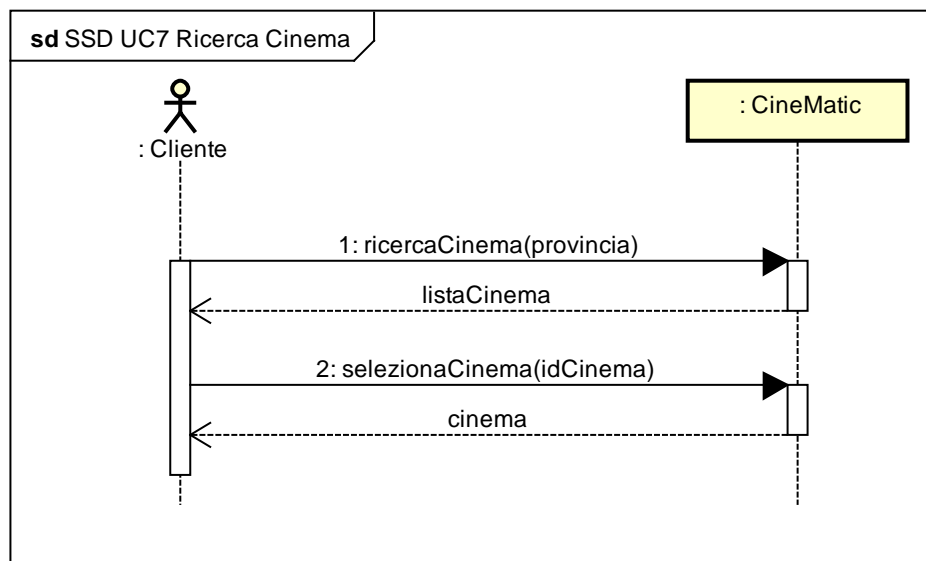 sd SSD UC7 Ricerca Cinema
: Cliente
: CineMatic
1: ricercaCinema(provincia)
listaCinema
2: selezionaCinema(idCinema)
cinema